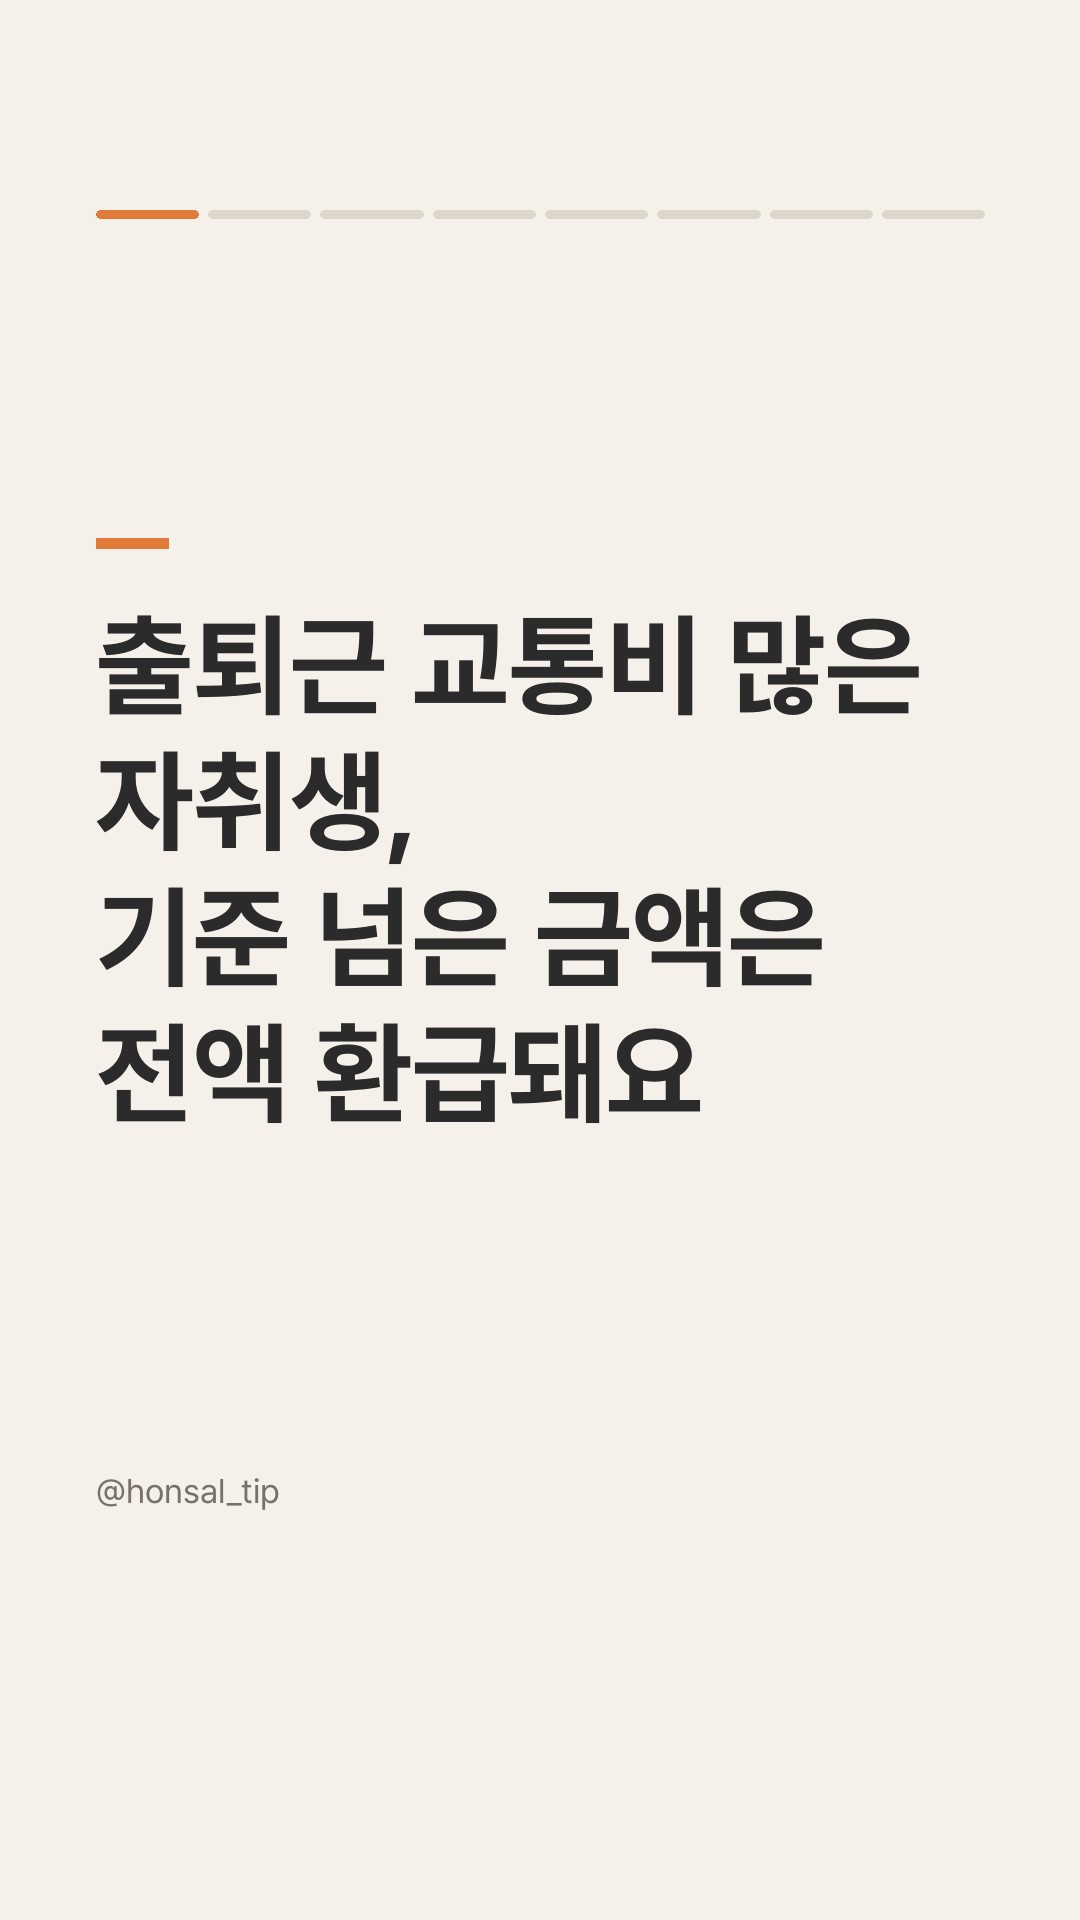 출퇴근 교통비 많은
자취생,
기준 넘은 금액은
전액 환급돼요
@honsal_tip